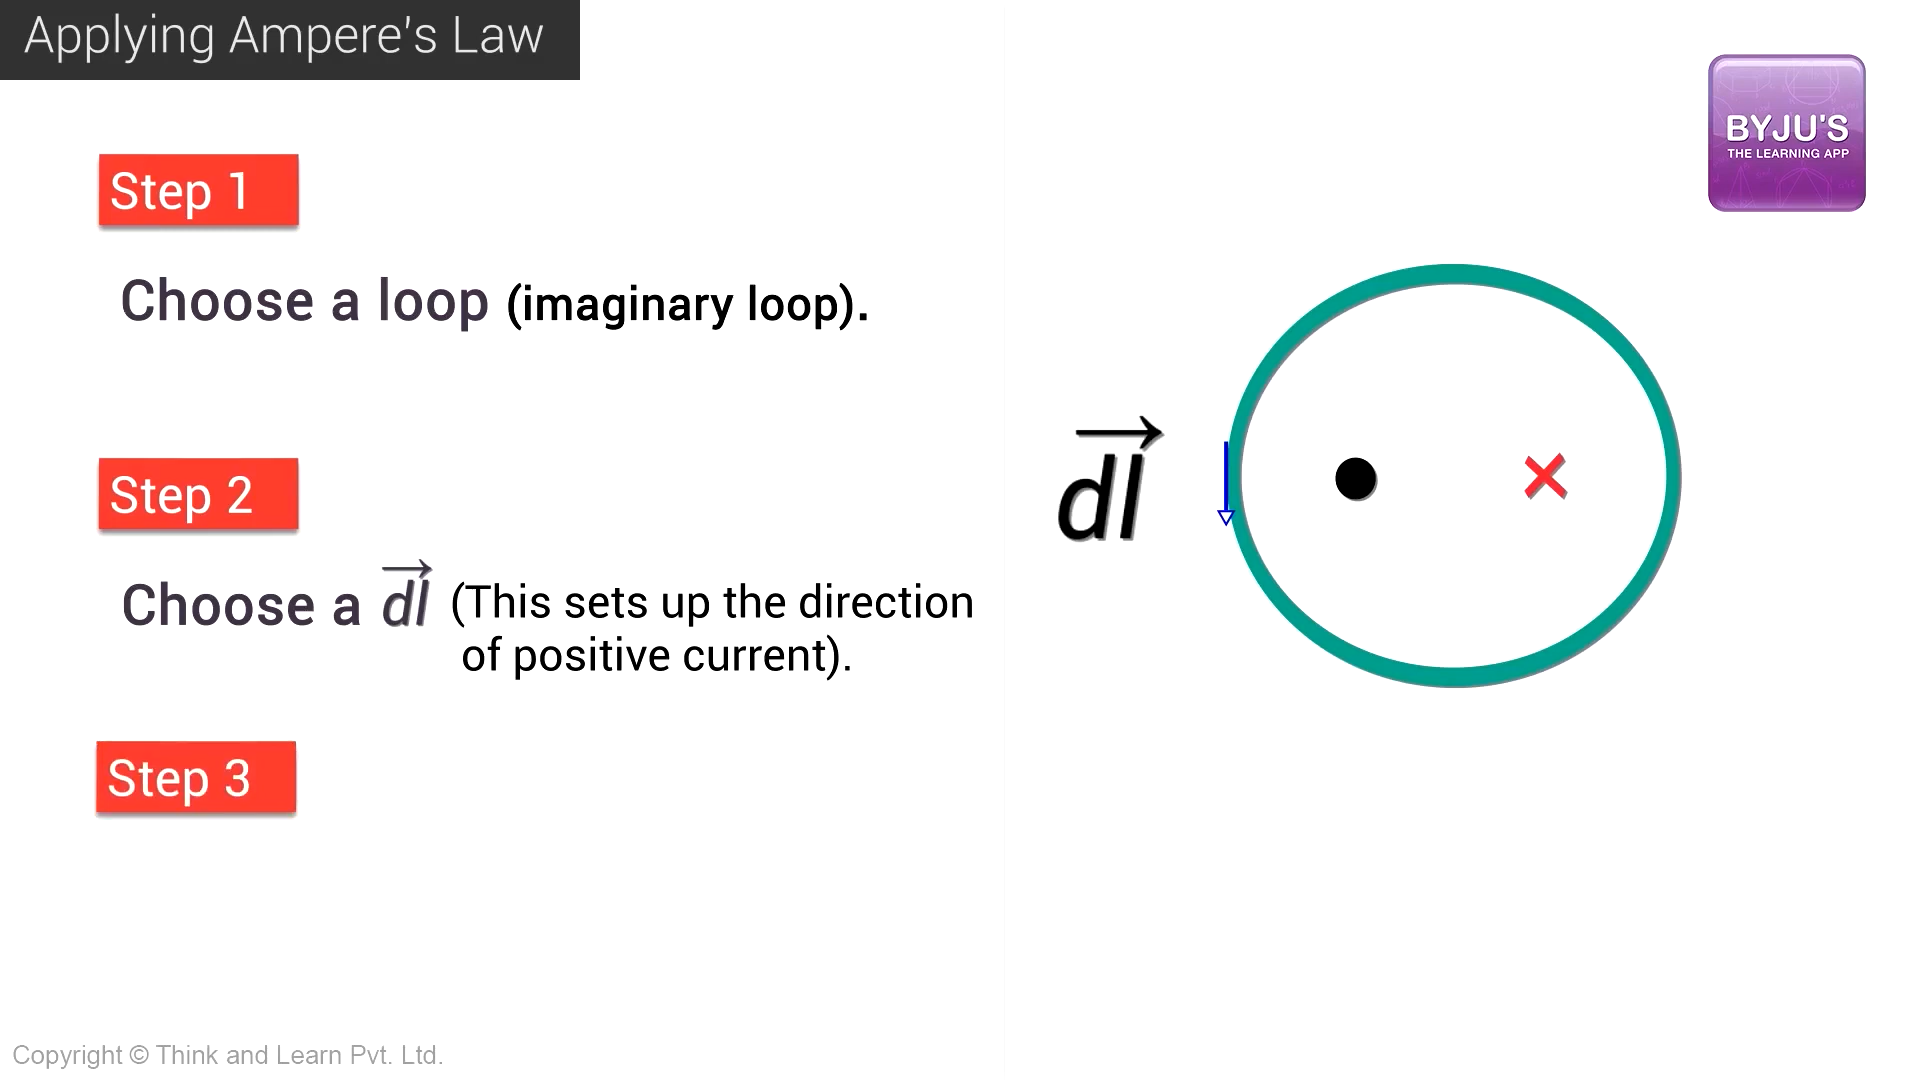 Applying Ampere's Law
BYJU'S
THE LEARNING APP
Step 1
Choose a loop (imaginary loop).
Step 2
Choose a dl (This sets up the direction
of positive current).
dl
Step 3
Copyright © Think and Learn Pvt. Ltd.